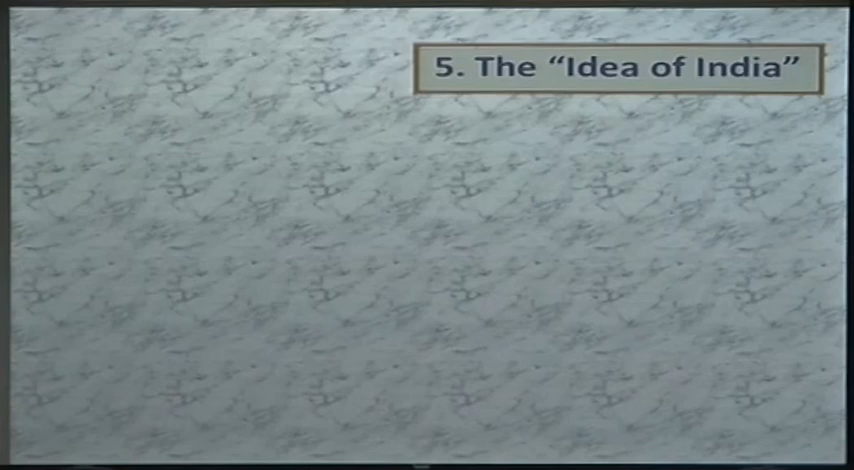 5. The “Idea of India”